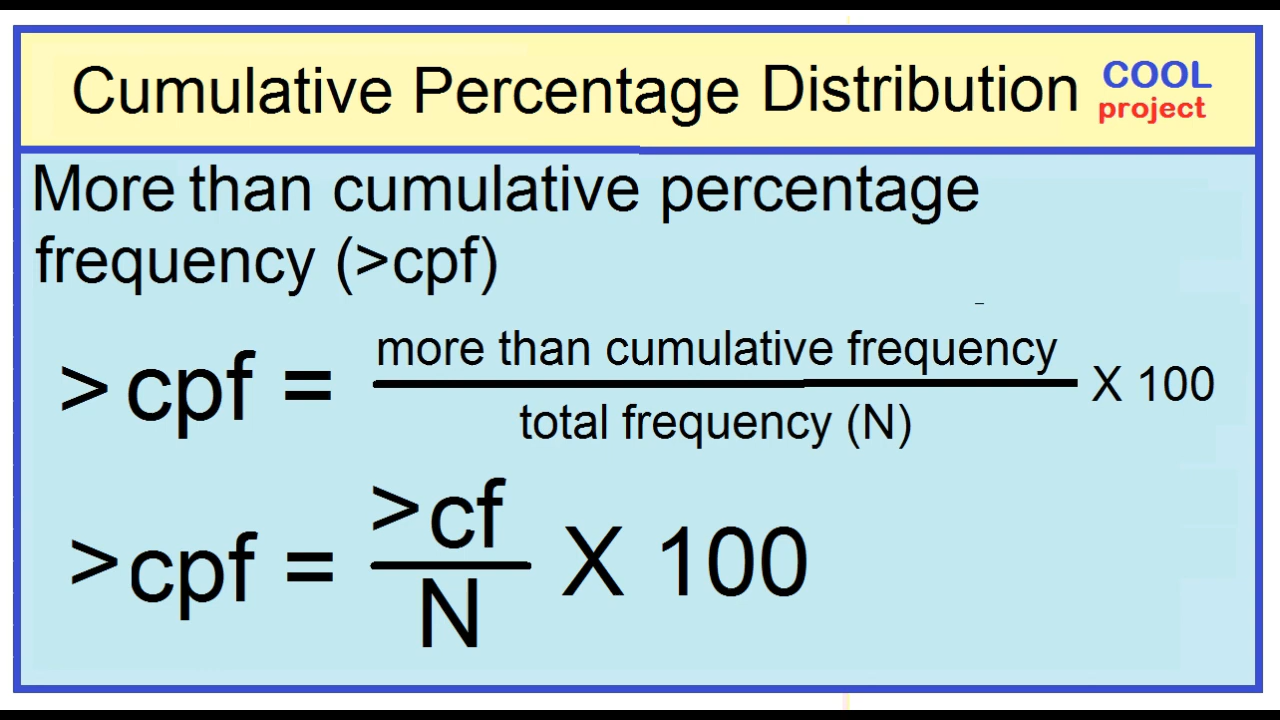 Cumulative Percentage Distribution
COOL
project
More than cumulative percentage
frequency (>cpf)
>cpf = more than cumulative frequency X 100
total frequency (N)
>cpf = >cf X 100
N